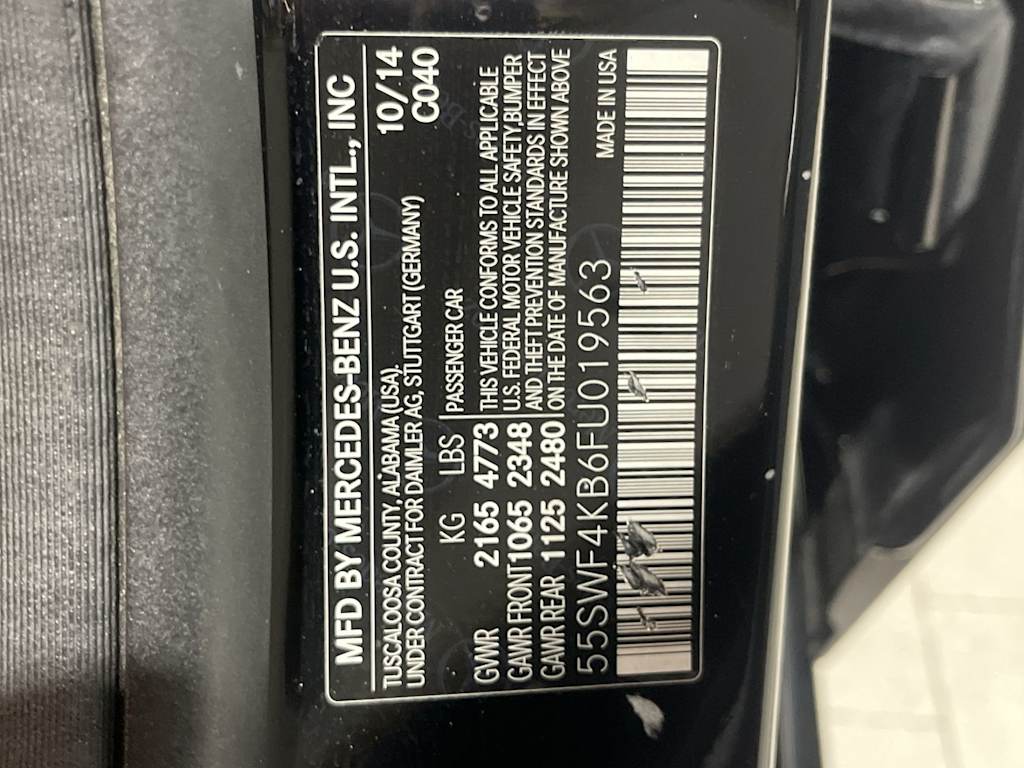 MFD BY MERCEDES-BENZ U.S. INTL., INC
TUSCALOOSA COUNTY, ALABAMA (USA), 10/14
UNDER CONTRACT FOR DAIMLER AG, STUTTGART (GERMANY) C040
KG LBS PASSENGER CAR
GVWR 2165 4773 THIS VEHICLE CONFORMS TO ALL APPLICABLE
GAWR FRONT 1065 2348 U.S. FEDERAL MOTOR VEHICLE SAFETY,BUMPER
AND THEFT PREVENTION STANDARDS IN EFFECT
GAWR REAR 1125 2480 ON THE DATE OF MANUFACTURE SHOWN ABOVE
55SWF4KB6FU019563 MADE IN USA